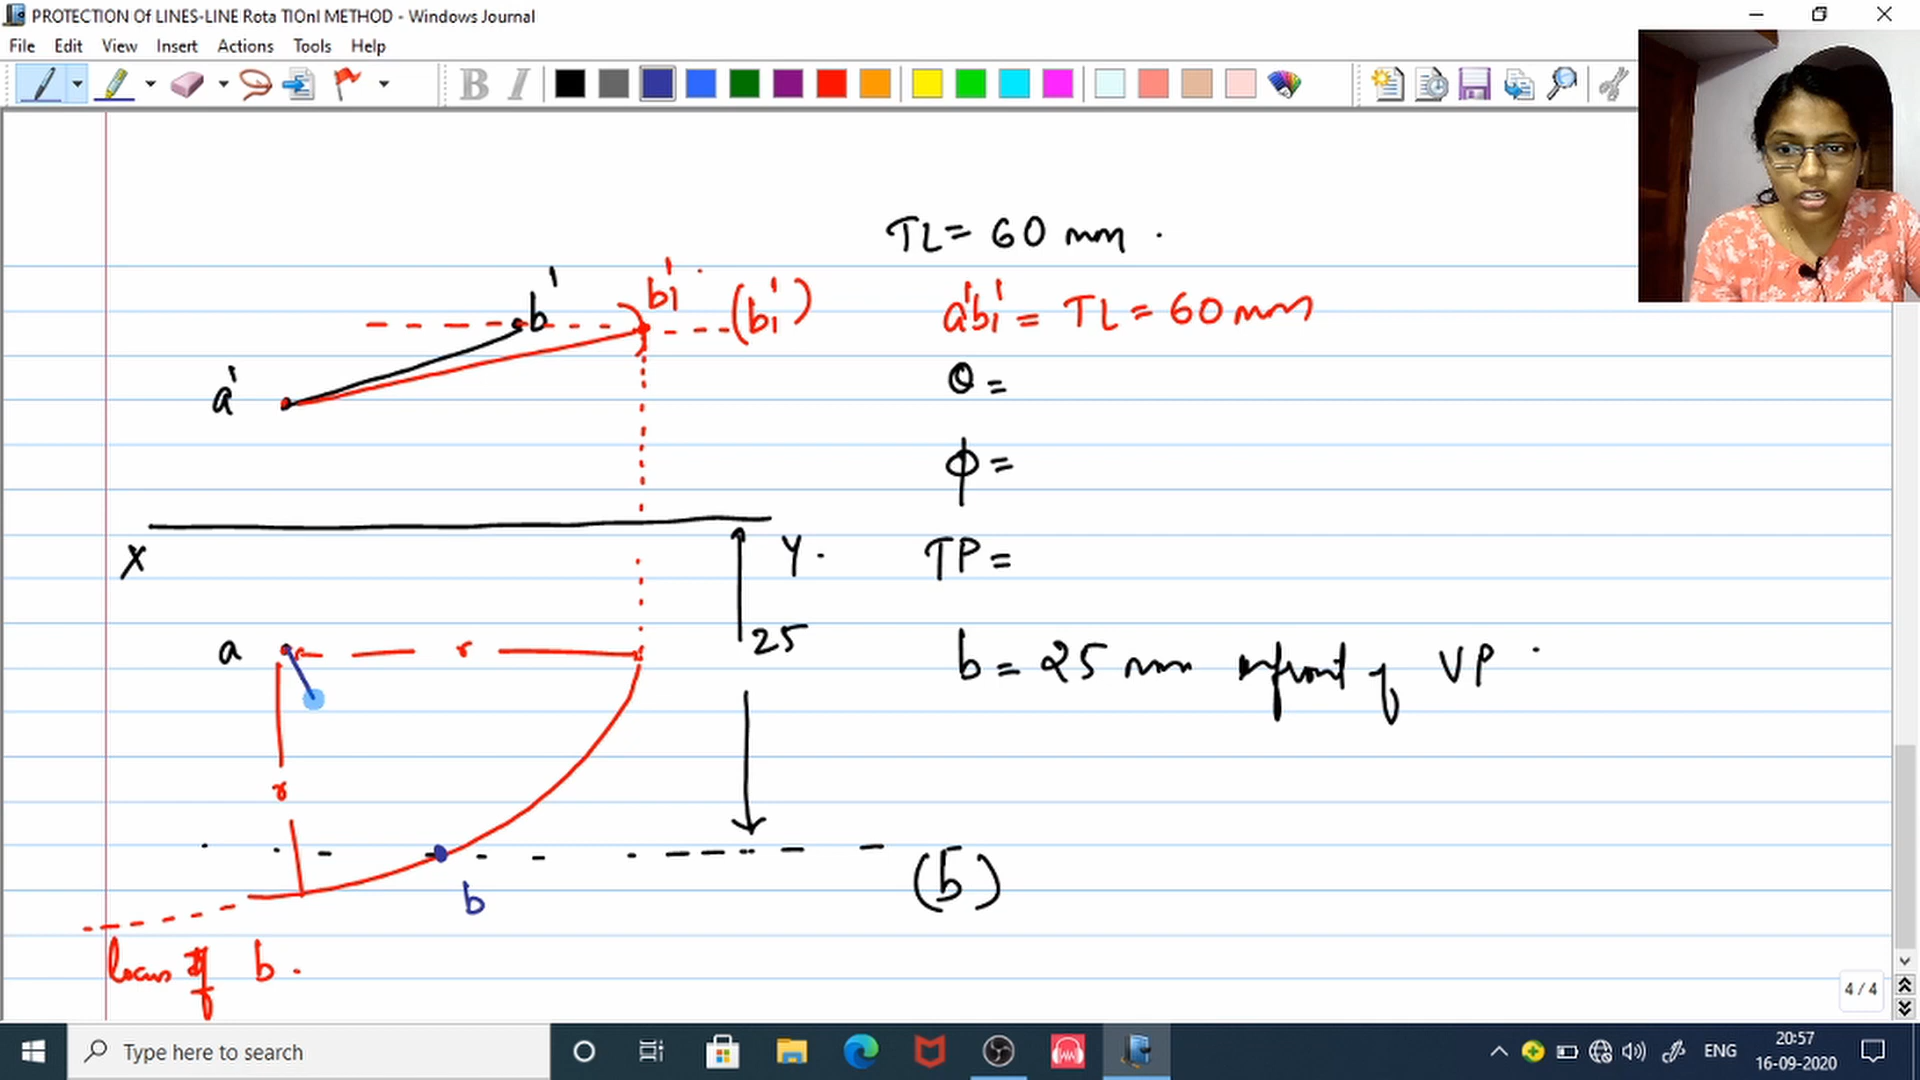 PROTECTION Of LINES-LINE Rota TIOnl METHOD - Windows Journal
File Edit View Insert Actions Tools Help
B I
TL = 60 mm .
a'b1' = TL = 60 mm
θ =
ϕ =
TP =
b = 25 mm infront of VP .
b'
b1'
(b1')
a'
X
Y .
25
a
r
r
b
(b)
locus of b .
4 / 4
Type here to search
ENG
20:57
16-09-2020